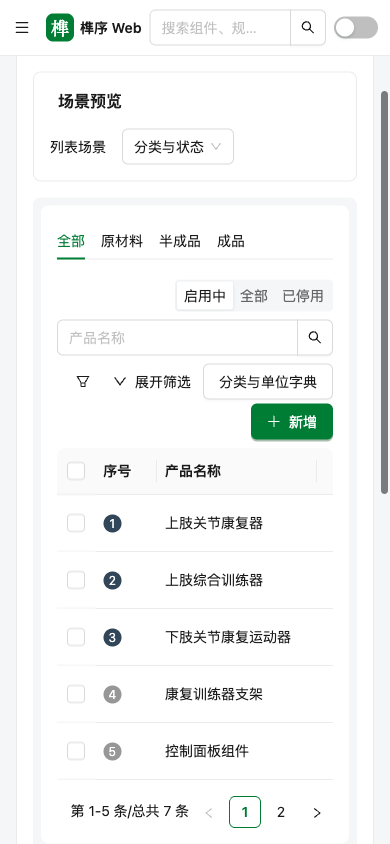 榫 榫序 Web 搜索组件、规...
场景预览
列表场景 分类与状态
全部 原材料 半成品 成品
启用中 全部 已停用
产品名称
展开筛选 分类与单位字典
新增
序号 产品名称
1 上肢关节康复器
2 上肢综合训练器
3 下肢关节康复运动器
4 康复训练器支架
5 控制面板组件
第 1-5 条/总共 7 条 1 2